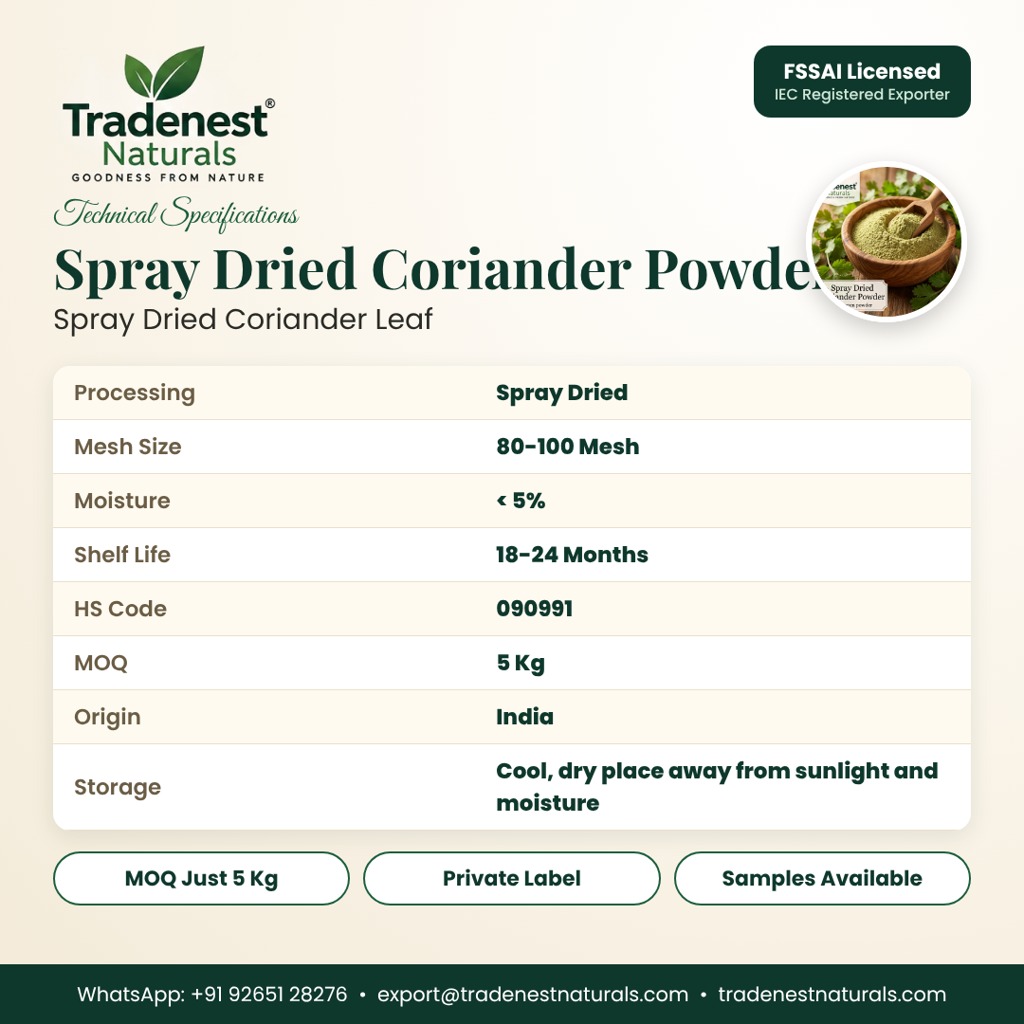 Tradenest®
Naturals
GOODNESS FROM NATURE
FSSAI Licensed
IEC Registered Exporter
Technical Specifications
Spray Dried Coriander Powder
Spray Dried Coriander Leaf
Spray Dried
Powder
Processing Spray Dried
Mesh Size 80-100 Mesh
Moisture < 5%
Shelf Life 18-24 Months
HS Code 090991
MOQ 5 Kg
Origin India
Storage Cool, dry place away from sunlight and
moisture
MOQ Just 5 Kg
Private Label
Samples Available
WhatsApp: +91 92651 28276 • export@tradenestnaturals.com • tradenestnaturals.com